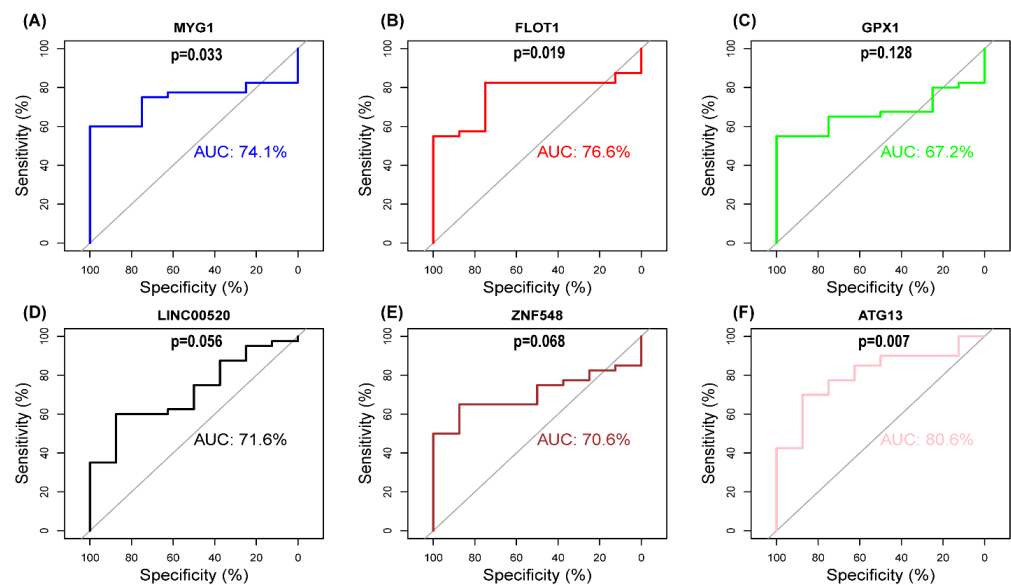 (A)
MYG1
p=0.033
AUC: 74.1%
Sensitivity (%)
0 20 40 60 80 100
100 80 60 40 20 0
Specificity (%)
(B)
FLOT1
p=0.019
AUC: 76.6%
Sensitivity (%)
0 20 40 60 80 100
100 80 60 40 20 0
Specificity (%)
(C)
GPX1
p=0.128
AUC: 67.2%
Sensitivity (%)
0 20 40 60 80 100
100 80 60 40 20 0
Specificity (%)
(D)
LINC00520
p=0.056
AUC: 71.6%
Sensitivity (%)
0 20 40 60 80 100
100 80 60 40 20 0
Specificity (%)
(E)
ZNF548
p=0.068
AUC: 70.6%
Sensitivity (%)
0 20 40 60 80 100
100 80 60 40 20 0
Specificity (%)
(F)
ATG13
p=0.007
AUC: 80.6%
Sensitivity (%)
0 20 40 60 80 100
100 80 60 40 20 0
Specificity (%)